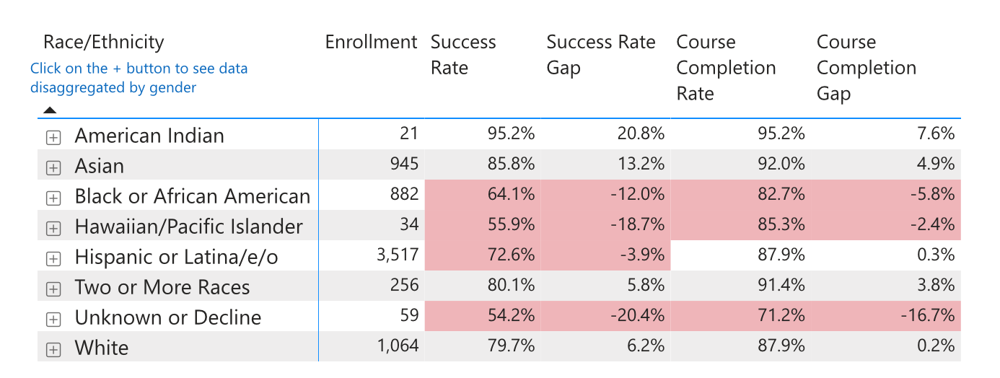 Race/Ethnicity Enrollment Success Rate Success Rate Gap Course Completion Rate Course Completion Gap
Click on the + button to see data
disaggregated by gender
American Indian 21 95.2% 20.8% 95.2% 7.6%
Asian 945 85.8% 13.2% 92.0% 4.9%
Black or African American 882 64.1% -12.0% 82.7% -5.8%
Hawaiian/Pacific Islander 34 55.9% -18.7% 85.3% -2.4%
Hispanic or Latina/e/o 3,517 72.6% -3.9% 87.9% 0.3%
Two or More Races 256 80.1% 5.8% 91.4% 3.8%
Unknown or Decline 59 54.2% -20.4% 71.2% -16.7%
White 1,064 79.7% 6.2% 87.9% 0.2%